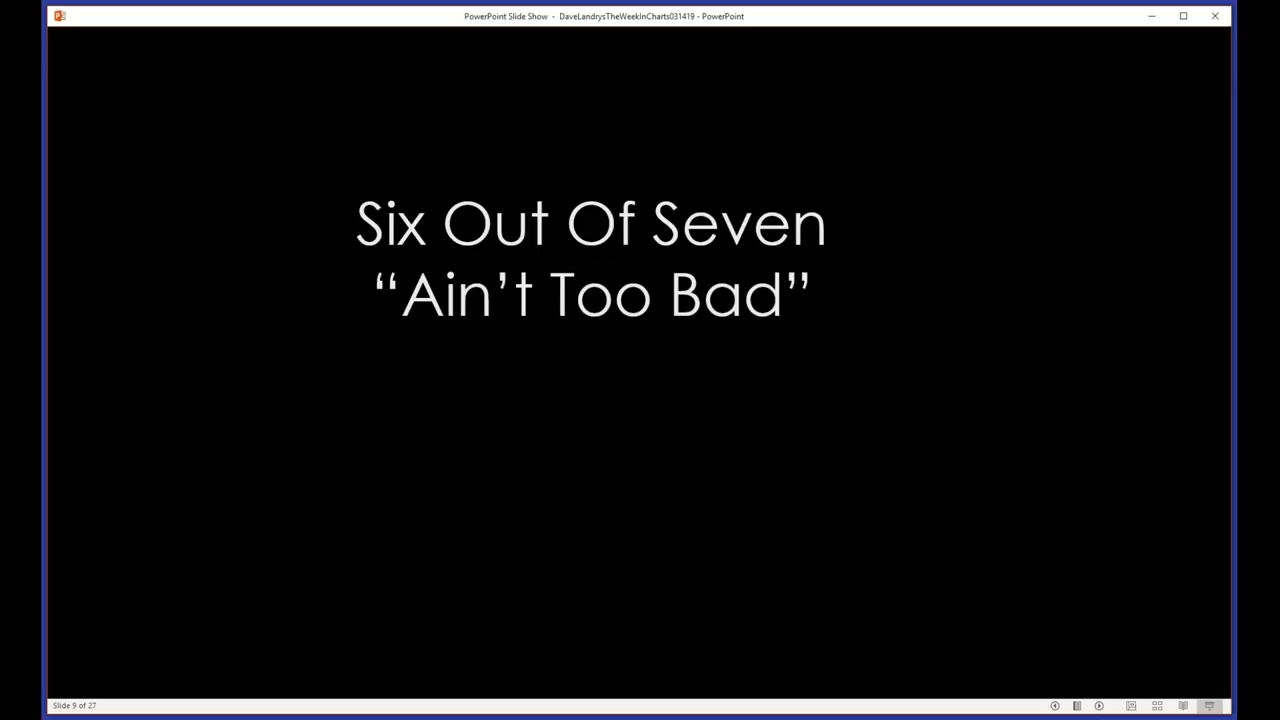 PowerPoint Slide Show - DaveLandrysTheWeekInCharts031419 - PowerPoint
Six Out Of Seven
“Ain’t Too Bad”
Slide 9 of 27